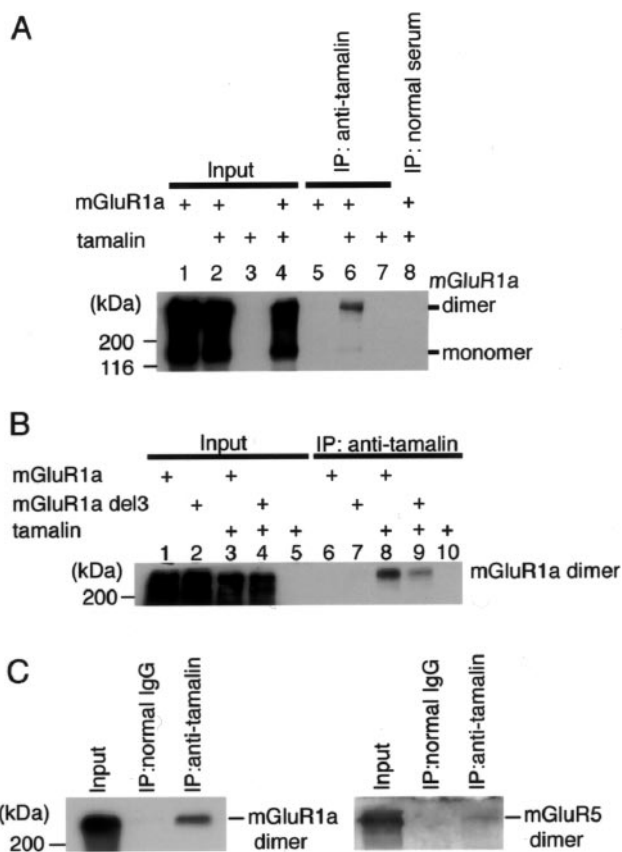 A
IP: anti-tamalin
IP: normal serum
Input
mGluR1a + + + + + +
tamalin + + + + + +
1 2 3 4 5 6 7 8 mGluR1a
(kDa) dimer
200
116 monomer
B
Input IP: anti-tamalin
mGluR1a + + + +
mGluR1a del3 + + + +
tamalin + + + + + +
1 2 3 4 5 6 7 8 9 10
(kDa) mGluR1a dimer
200
C
Input IP:normal IgG IP:anti-tamalin Input IP:normal IgG IP:anti-tamalin
(kDa) mGluR1a dimer mGluR5 dimer
200